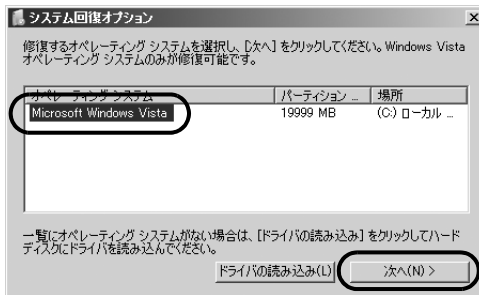 システム回復オプション
修復するオペレーティング システムを選択し、[次へ] をクリックしてください。Windows Vista
オペレーティング システムのみが修復可能です。
オペレーティング システム パーティション ... 場所
Microsoft Windows Vista 19999 MB (C:) ローカル ...
一覧にオペレーティング システムがない場合は、[ドライバの読み込み] をクリックしてハード
ディスクにドライバを読み込んでください。
ドライバの読み込み(L) 次へ(N) >